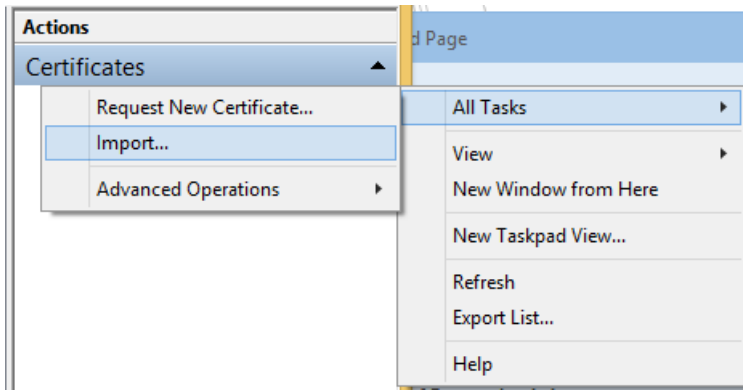 Actions
Certificates
Request New Certificate...
Import...
Advanced Operations
d Page
All Tasks
View
New Window from Here
New Taskpad View...
Refresh
Export List...
Help